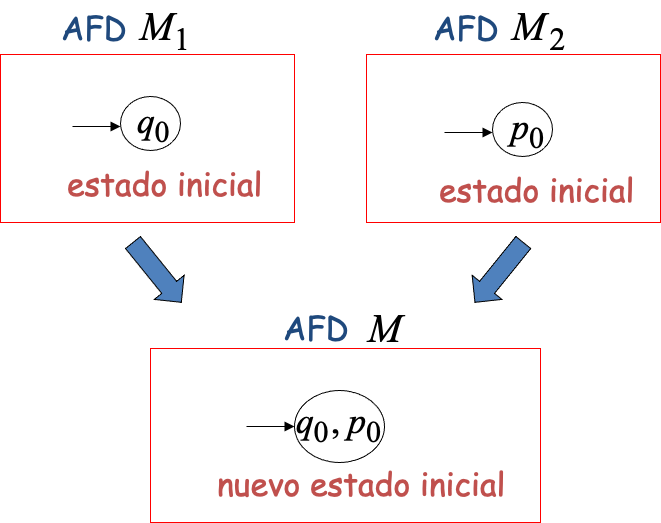 AFD M₁
q₀
estado inicial
AFD M₂
p₀
estado inicial
AFD M
q₀, p₀
nuevo estado inicial